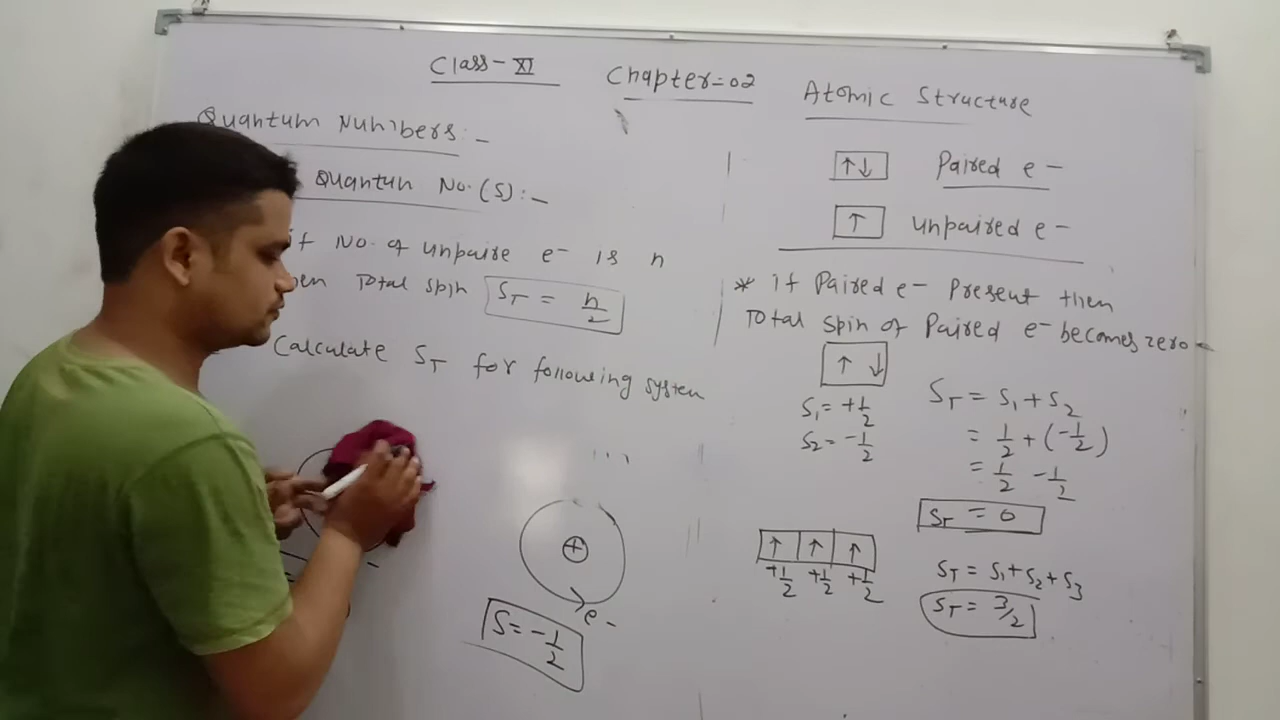 Class-XI Chapter=02 Atomic Structure
Quantum Numbers:-
Quantum No.(S):-
if No. of unpaire e- is n
Total spin S_T = n/2
Calculate S_T for following system
e-
S=-1/2
↑↓ Paired e-
↑ unpaired e-
* if Paired e- Present then
Total spin of Paired e- becomes zero-
↑ ↓
S1=+1/2
S2=-1/2
S_T = S1+S2
= 1/2+(-1/2)
= 1/2 -1/2
S_T = 0
↑ ↑ ↑
+1/2 +1/2 +1/2
S_T = S1+S2+S3
S_T = 3/2